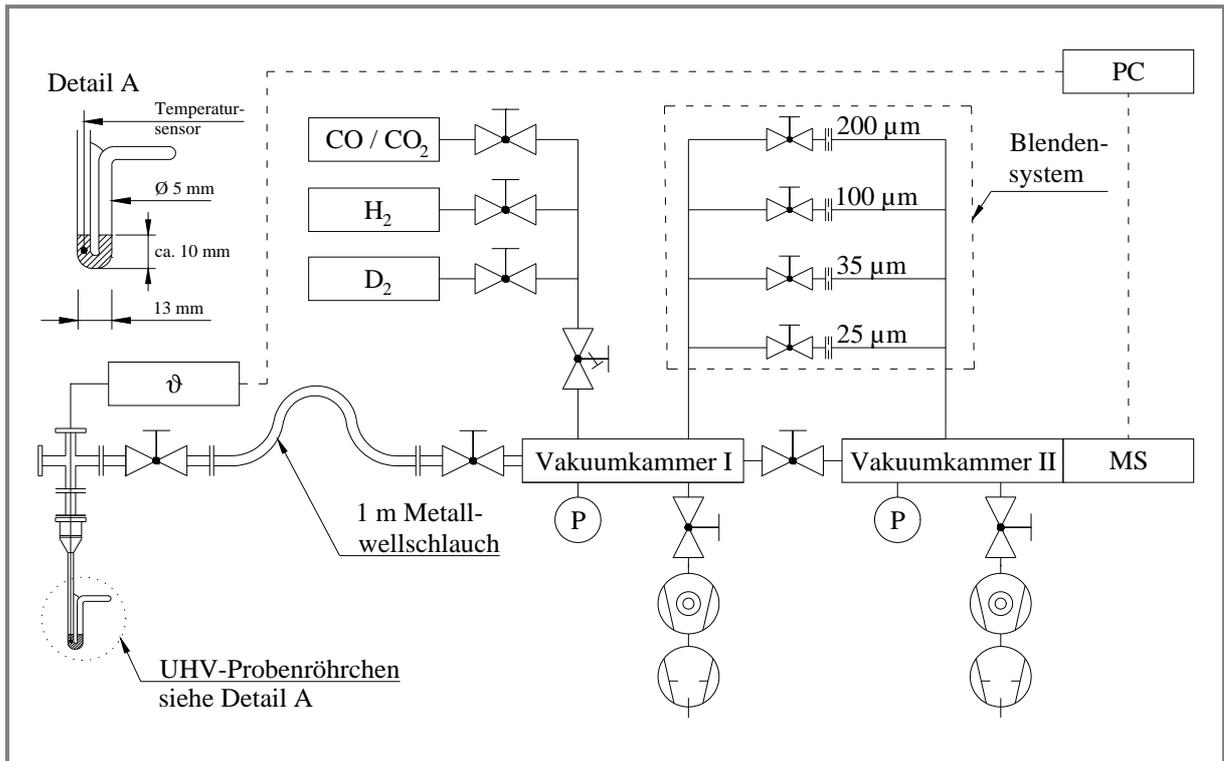 Detail A
Temperatur-
sensor
Ø 5 mm
ca. 10 mm
13 mm
CO / CO₂
H₂
D₂
200 µm
100 µm
35 µm
25 µm
Blenden-
system
PC
ϑ
Vakuumkammer I
Vakuumkammer II
MS
P
P
1 m Metall-
wellschlauch
UHV-Probenröhrchen
siehe Detail A